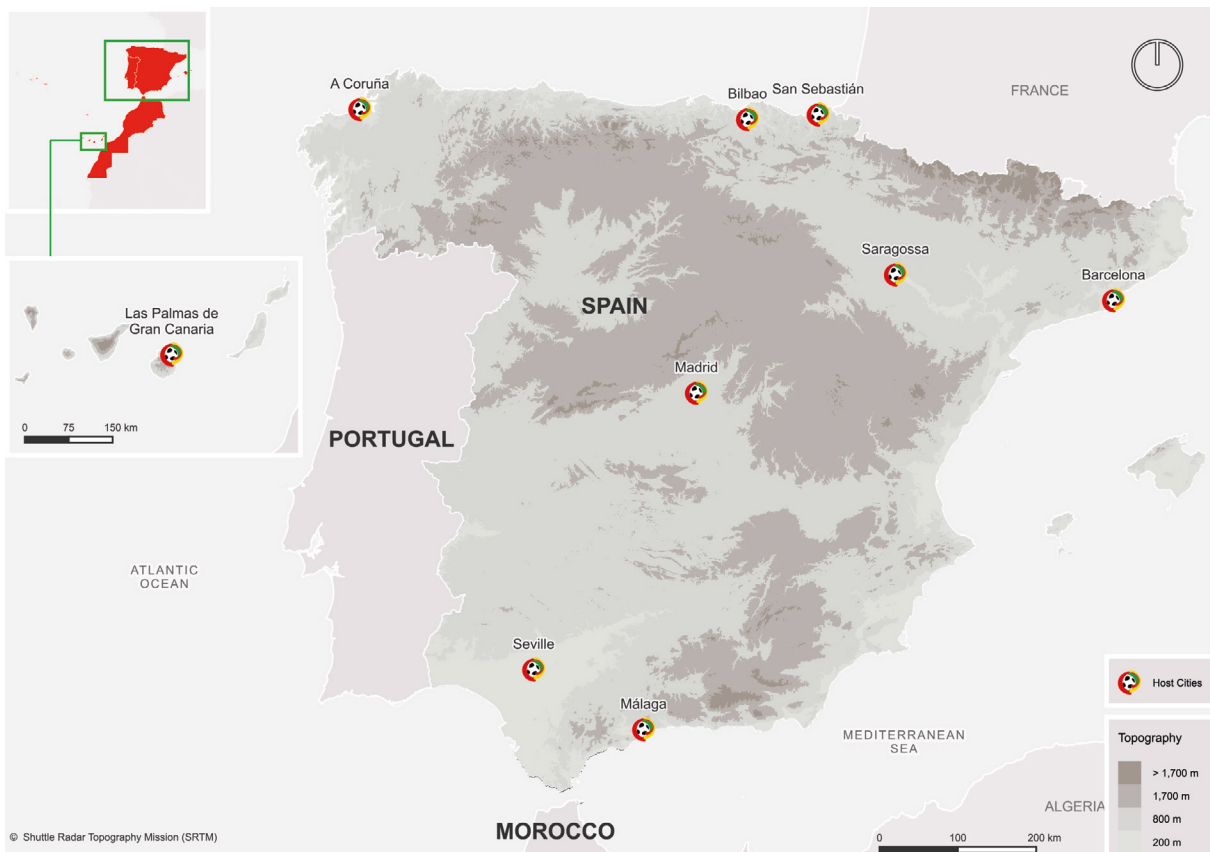 A Coruña
Bilbao
San Sebastián
FRANCE
Saragossa
Barcelona
SPAIN
Las Palmas de
Gran Canaria
Madrid
0 75 150 km
PORTUGAL
ATLANTIC
OCEAN
Seville
Málaga
MEDITERRANEAN
SEA
Host Cities
Topography
> 1,700 m
1,700 m
800 m
200 m
ALGERIA
MOROCCO
0 100 200 km
© Shuttle Radar Topography Mission (SRTM)